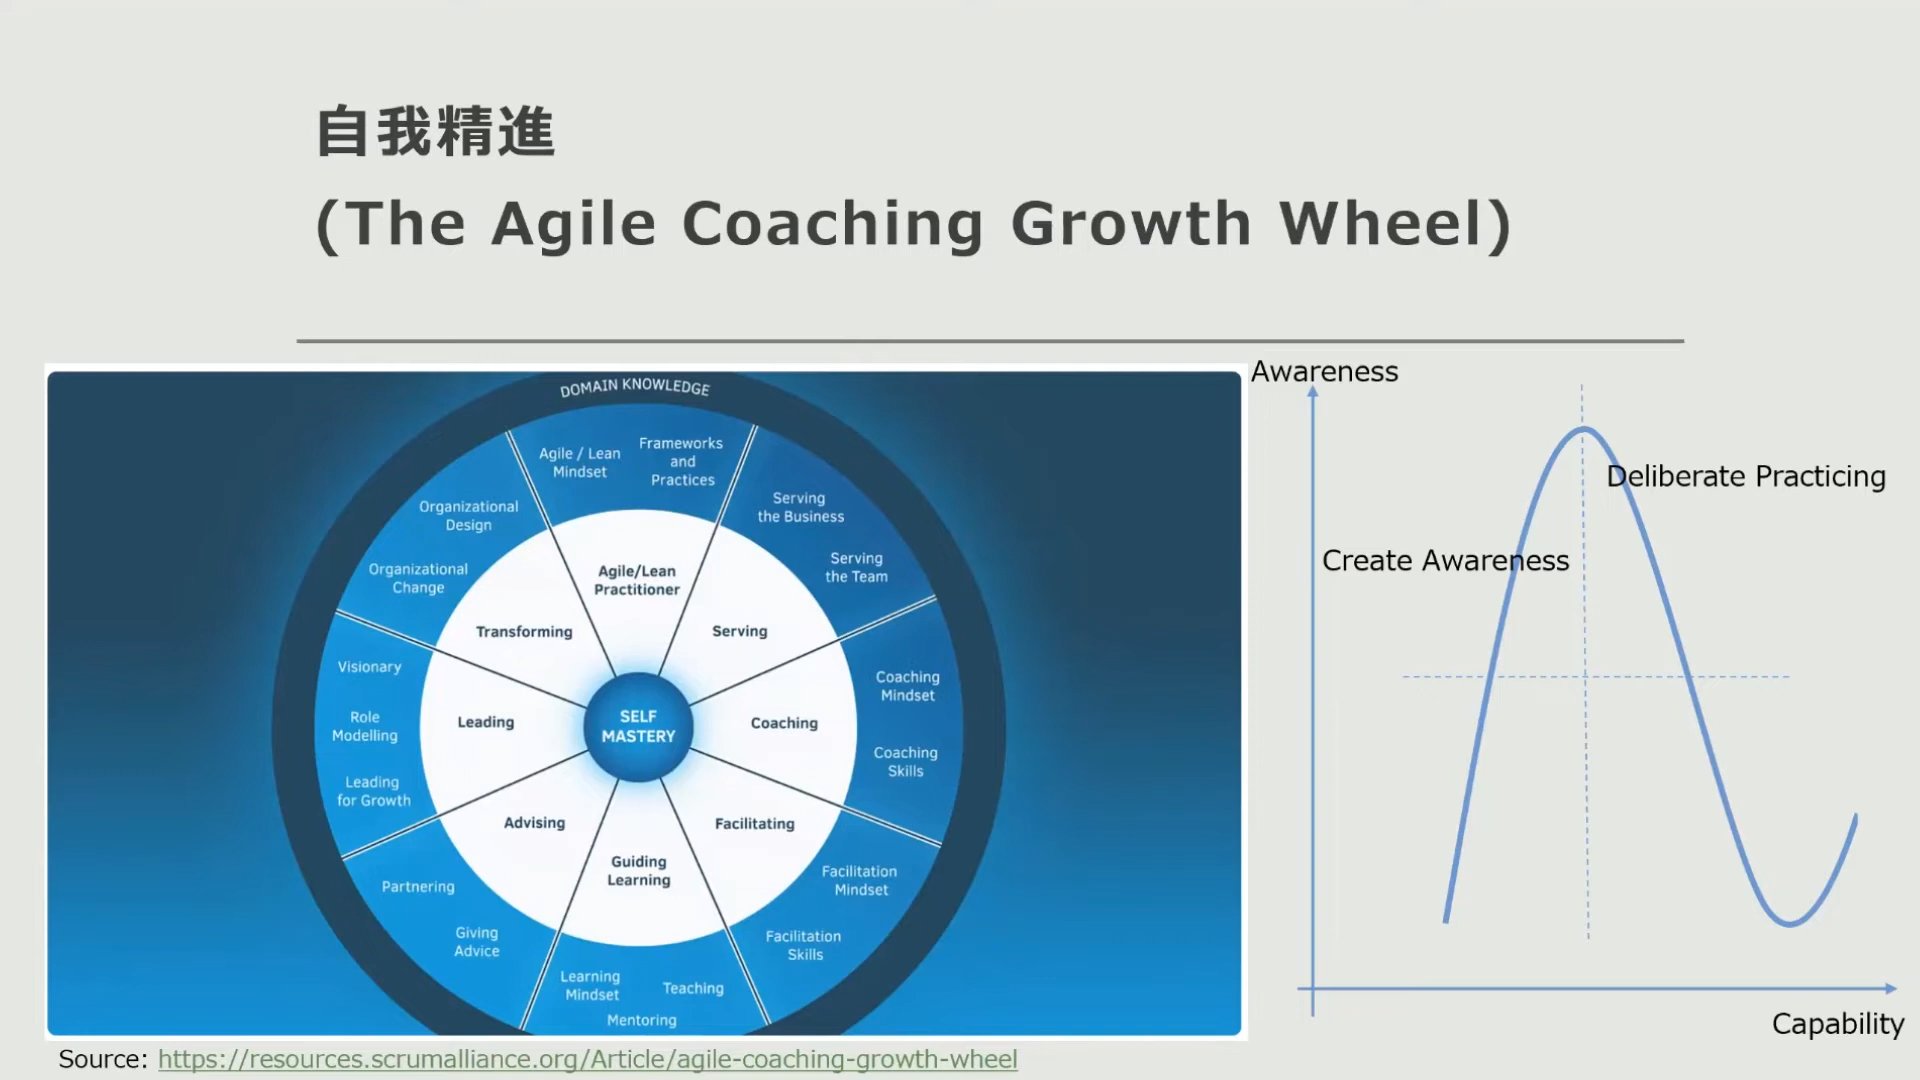 自我精進
(The Agile Coaching Growth Wheel)
DOMAIN KNOWLEDGE
Agile / Lean
Mindset
Frameworks
and
Practices
Serving
the Business
Serving
the Team
Coaching
Mindset
Coaching
Skills
Facilitation
Mindset
Facilitation
Skills
Learning
Mindset
Teaching
Mentoring
Giving
Advice
Partnering
Leading
for Growth
Role
Modelling
Visionary
Organizational
Change
Organizational
Design
Agile/Lean
Practitioner
Serving
Coaching
Facilitating
Guiding
Learning
Advising
Leading
Transforming
SELF
MASTERY
Awareness
Deliberate Practicing
Create Awareness
Capability
Source: https://resources.scrumalliance.org/Article/agile-coaching-growth-wheel